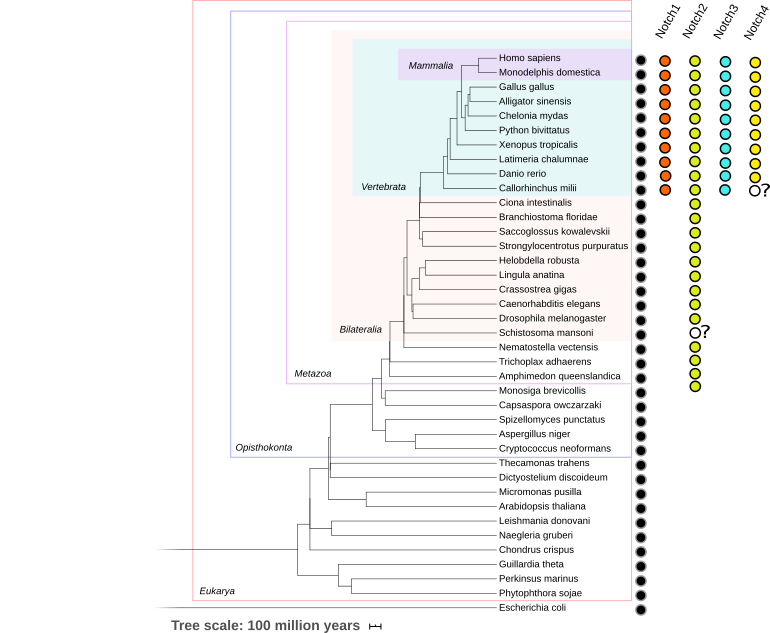 Notch1
Notch2
Notch3
Notch4
Homo sapiens
Mammalia
Monodelphis domestica
Gallus gallus
Alligator sinensis
Chelonia mydas
Python bivittatus
Xenopus tropicalis
Latimeria chalumnae
Danio rerio
Vertebrata
Callorhinchus milii
?
Ciona intestinalis
Branchiostoma floridae
Saccoglossus kowalevskii
Strongylocentrotus purpuratus
Helobdella robusta
Lingula anatina
Crassostrea gigas
Caenorhabditis elegans
Drosophila melanogaster
Bilateralia
Schistosoma mansoni
?
Nematostella vectensis
Trichoplax adhaerens
Metazoa
Amphimedon queenslandica
Monosiga brevicollis
Capsaspora owczarzaki
Spizellomyces punctatus
Aspergillus niger
Opisthokonta
Cryptococcus neoformans
Thecamonas trahens
Dictyostelium discoideum
Micromonas pusilla
Arabidopsis thaliana
Leishmania donovani
Naegleria gruberi
Chondrus crispus
Guillardia theta
Perkinsus marinus
Eukarya
Phytophthora sojae
Escherichia coli
Tree scale: 100 million years